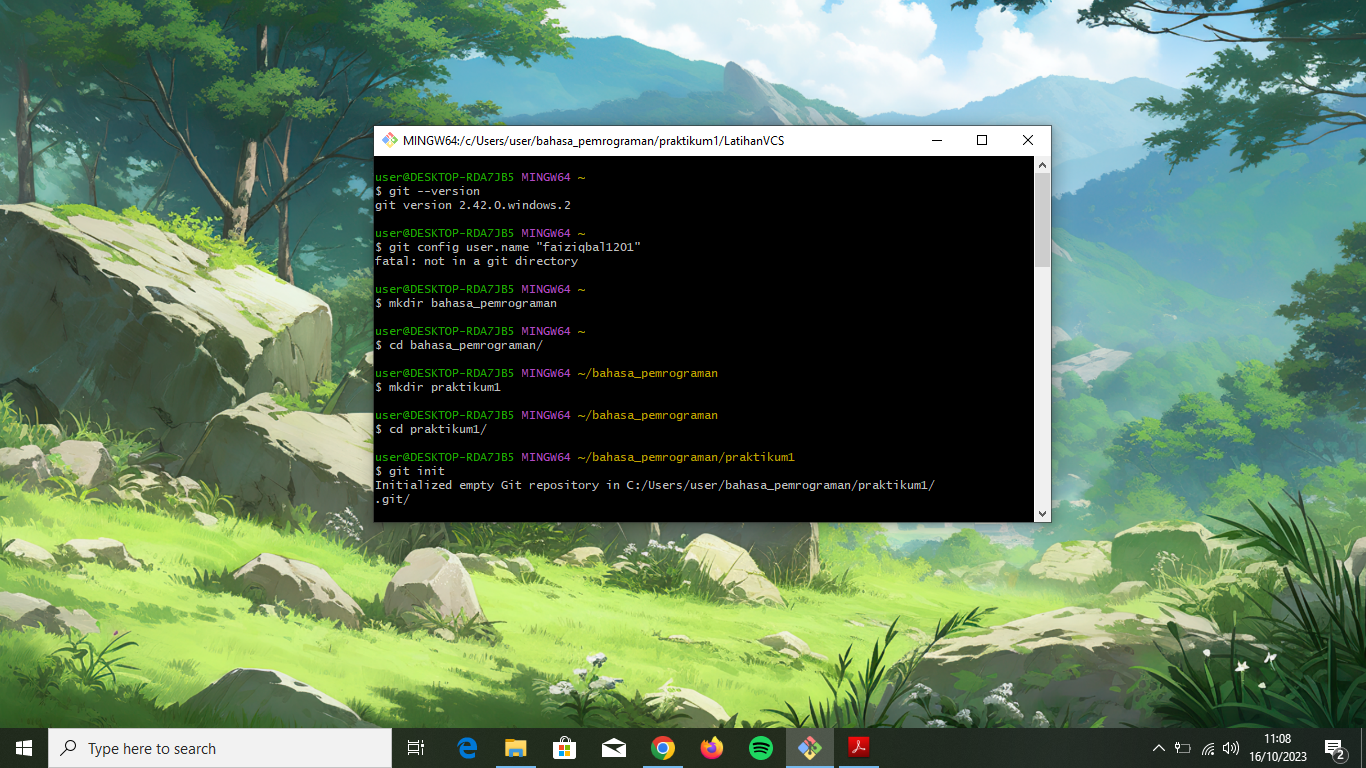 MINGW64:/c/Users/user/bahasa_pemrograman/praktikum1/LatihanVCS
user@DESKTOP-RDA7JB5 MINGW64 ~
$ git --version
git version 2.42.0.windows.2
user@DESKTOP-RDA7JB5 MINGW64 ~
$ git config user.name "faiziqbal1201"
fatal: not in a git directory
user@DESKTOP-RDA7JB5 MINGW64 ~
$ mkdir bahasa_pemrograman
user@DESKTOP-RDA7JB5 MINGW64 ~
$ cd bahasa_pemrograman/
user@DESKTOP-RDA7JB5 MINGW64 ~/bahasa_pemrograman
$ mkdir praktikum1
user@DESKTOP-RDA7JB5 MINGW64 ~/bahasa_pemrograman
$ cd praktikum1/
user@DESKTOP-RDA7JB5 MINGW64 ~/bahasa_pemrograman/praktikum1
$ git init
Initialized empty Git repository in C:/Users/user/bahasa_pemrograman/praktikum1/
.git/
Type here to search
11:08
16/10/2023
2